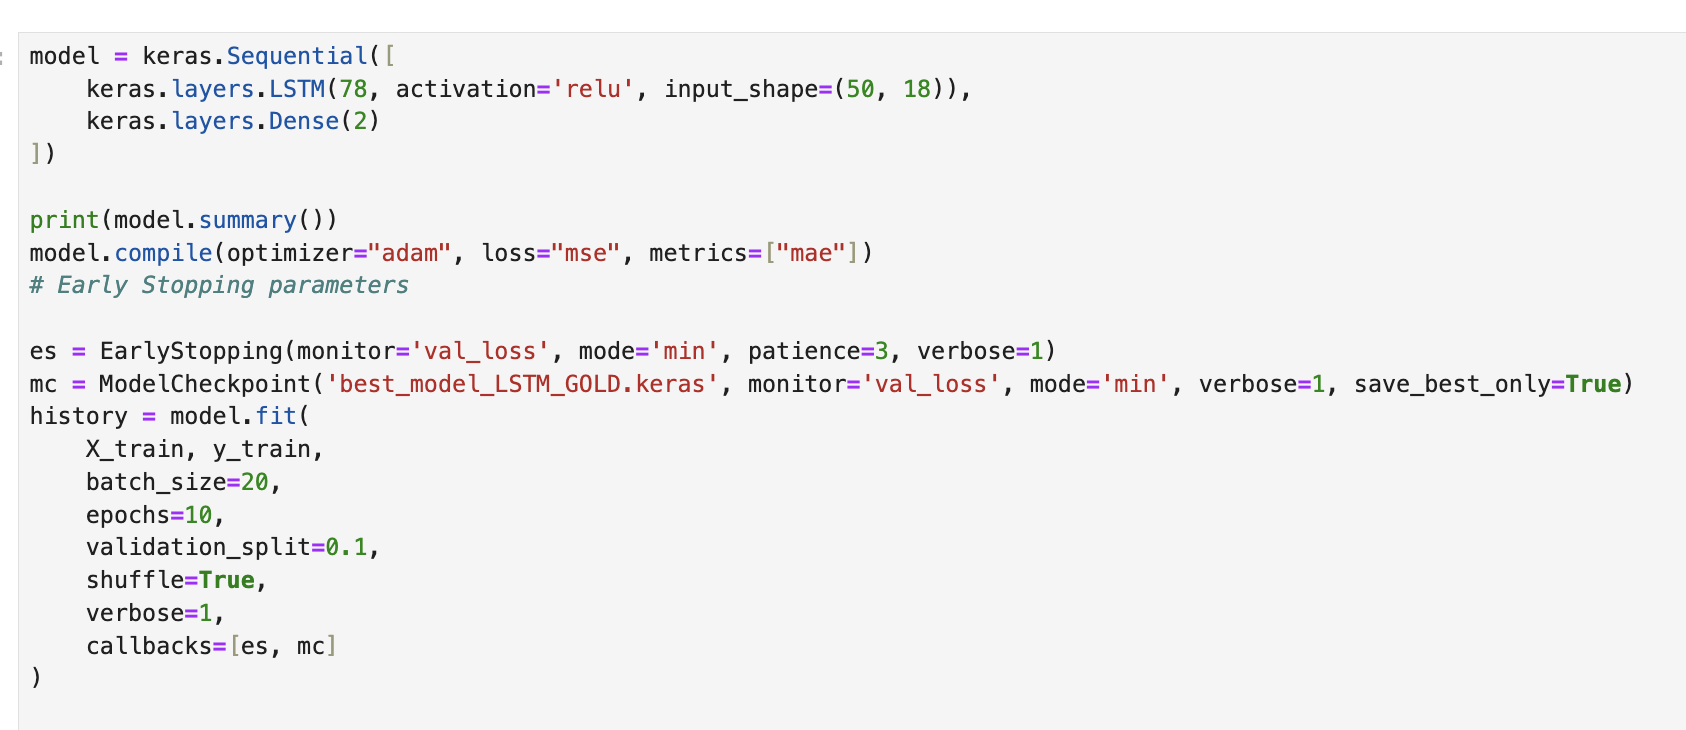 model = keras.Sequential([
    keras.layers.LSTM(78, activation='relu', input_shape=(50, 18)),
    keras.layers.Dense(2)
])

print(model.summary())
model.compile(optimizer="adam", loss="mse", metrics=["mae"])
# Early Stopping parameters

es = EarlyStopping(monitor='val_loss', mode='min', patience=3, verbose=1)
mc = ModelCheckpoint('best_model_LSTM_GOLD.keras', monitor='val_loss', mode='min', verbose=1, save_best_only=True)
history = model.fit(
    X_train, y_train,
    batch_size=20,
    epochs=10,
    validation_split=0.1,
    shuffle=True,
    verbose=1,
    callbacks=[es, mc]
)